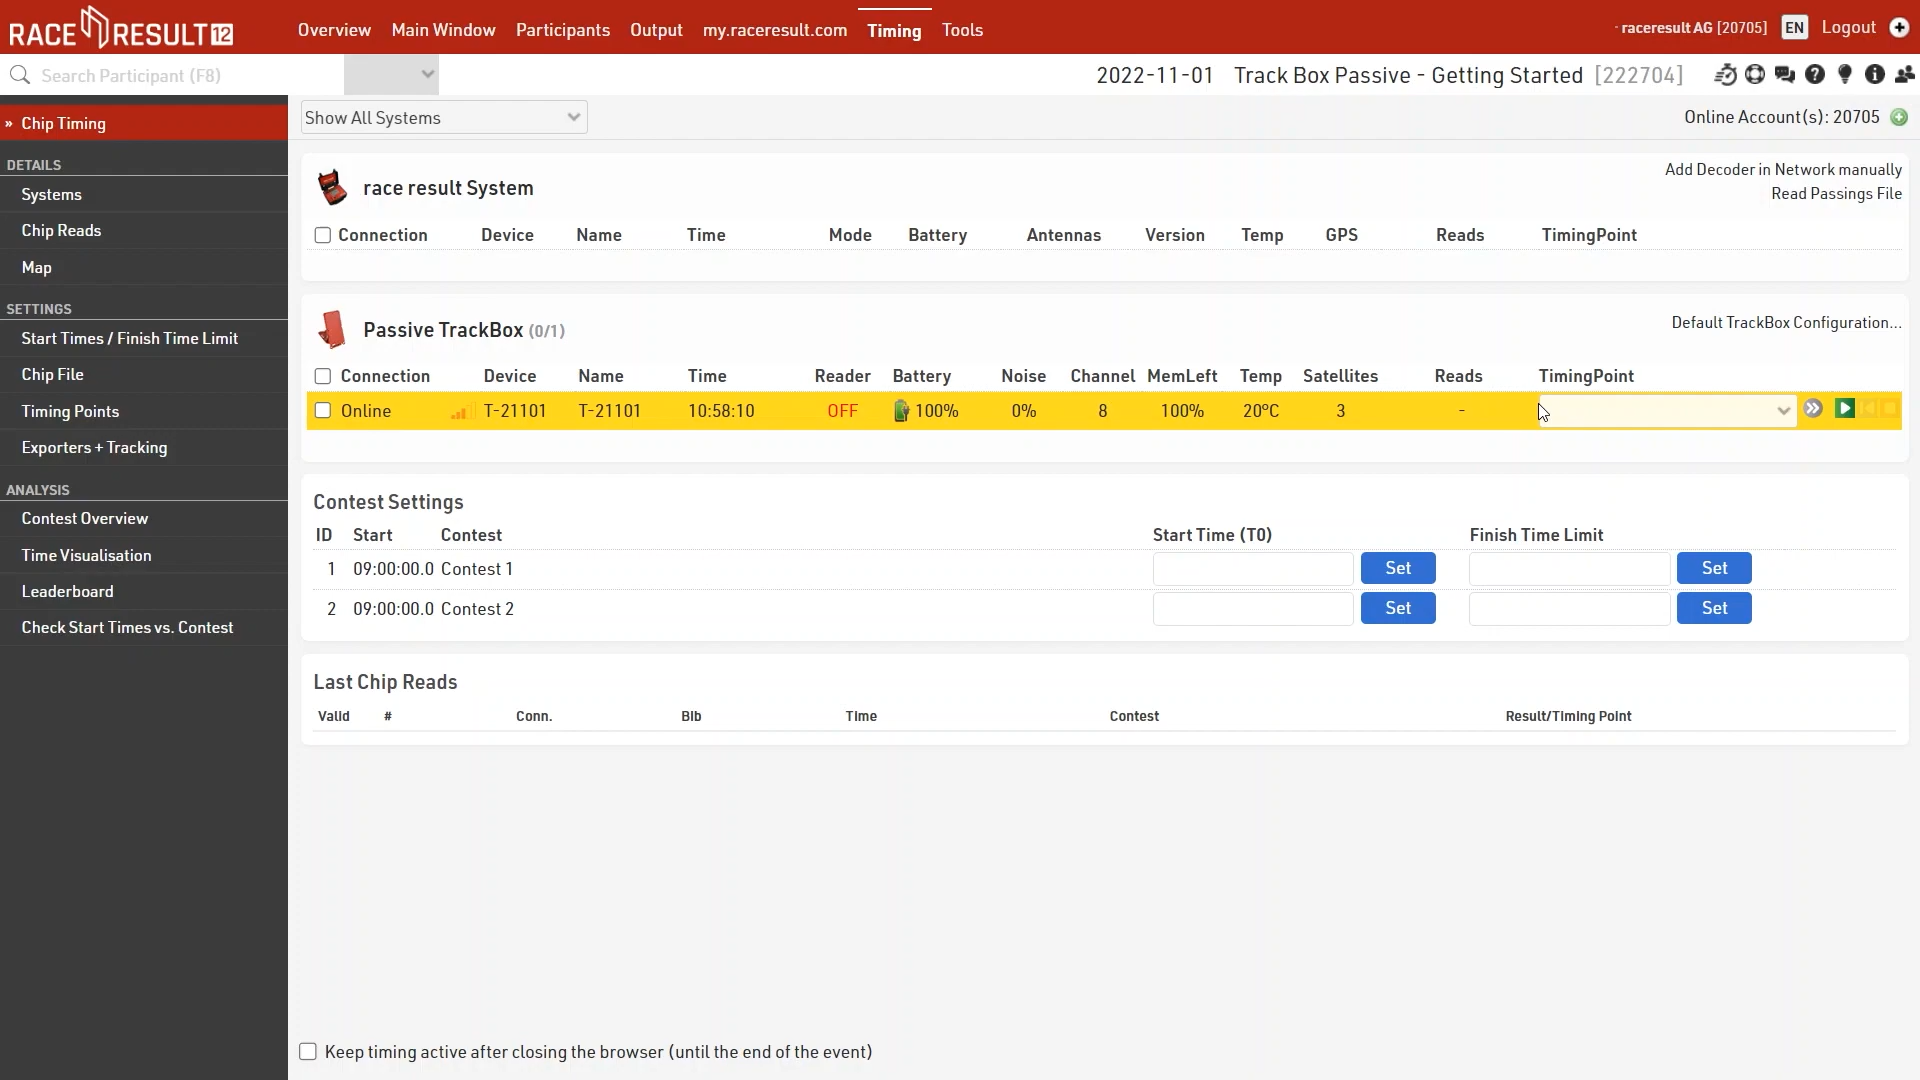 RACE RESULT 12
Overview Main Window Participants Output my.raceresult.com Timing Tools
· raceresult AG [20705] EN Logout
Search Participant (F8)
2022-11-01 Track Box Passive - Getting Started [222704]
» Chip Timing
DETAILS
Systems
Chip Reads
Map
SETTINGS
Start Times / Finish Time Limit
Chip File
Timing Points
Exporters + Tracking
ANALYSIS
Contest Overview
Time Visualisation
Leaderboard
Check Start Times vs. Contest
Show All Systems
Online Account(s): 20705
race result System
Add Decoder in Network manually
Read Passings File
Connection Device Name Time Mode Battery Antennas Version Temp GPS Reads TimingPoint
Passive TrackBox (0/1)
Default TrackBox Configuration...
Connection Device Name Time Reader Battery Noise Channel MemLeft Temp Satellites Reads TimingPoint
Online T-21101 T-21101 10:58:10 OFF 100% 0% 8 100% 20ºC 3 -
Contest Settings
ID Start Contest Start Time (T0) Finish Time Limit
1 09:00:00.0 Contest 1 Set Set
2 09:00:00.0 Contest 2 Set Set
Last Chip Reads
Valid # Conn. Bib Time Contest Result/Timing Point
Keep timing active after closing the browser (until the end of the event)